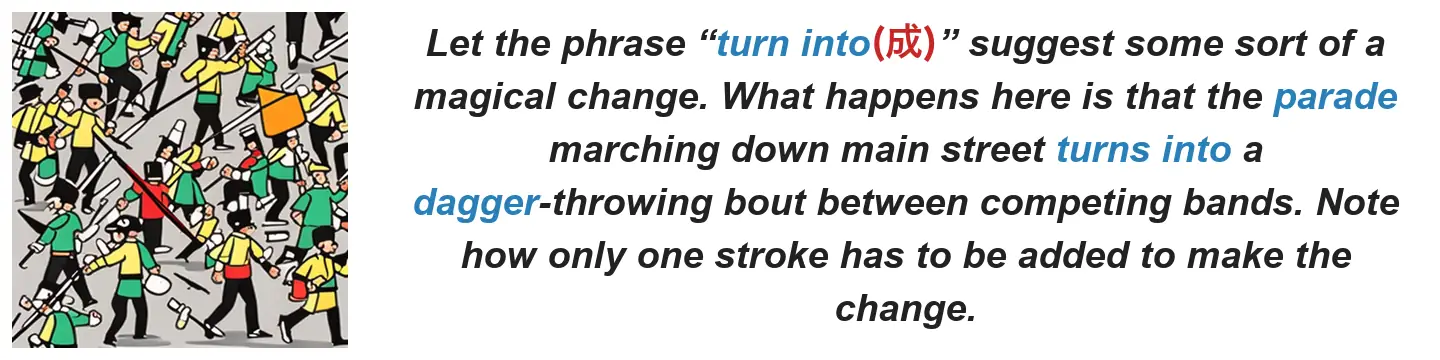 Let the phrase “turn into(成)” suggest some sort of a
magical change. What happens here is that the parade
marching down main street turns into a
dagger-throwing bout between competing bands. Note
how only one stroke has to be added to make the
change.